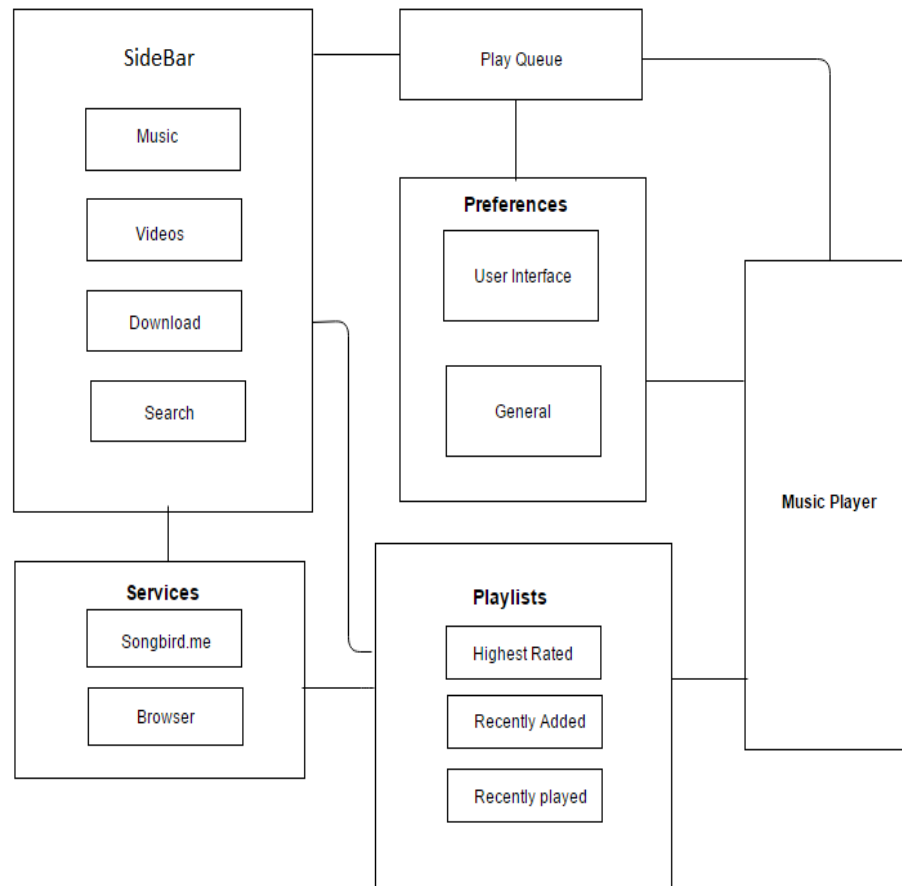 SideBar
Music
Videos
Download
Search
Play Queue
Preferences
User Interface
General
Music Player
Services
Songbird.me
Browser
Playlists
Highest Rated
Recently Added
Recently played